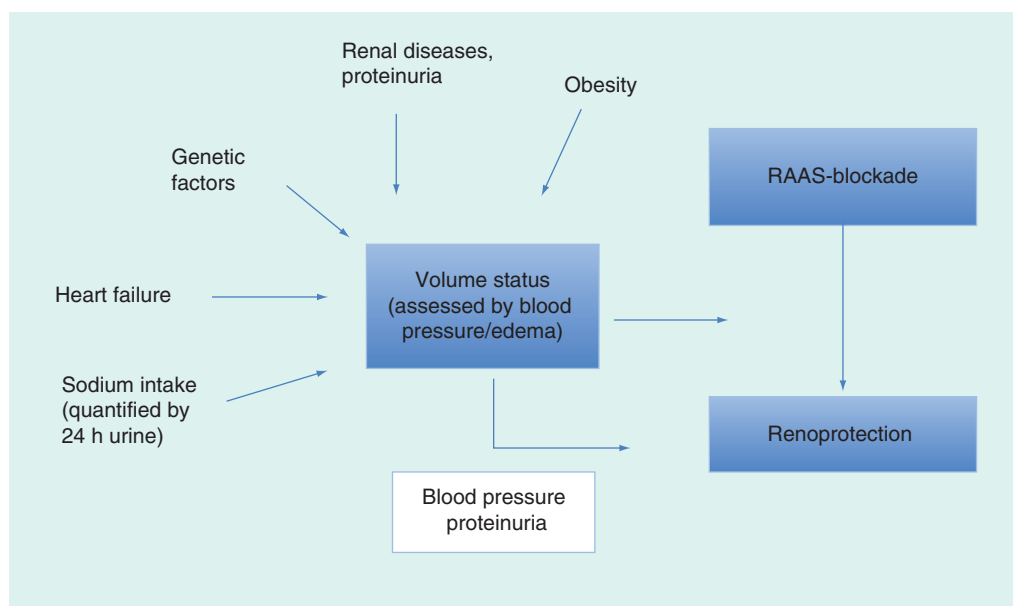 Renal diseases,
proteinuria
Obesity
Genetic
factors
RAAS-blockade
Heart failure
Volume status
(assessed by blood
pressure/edema)
Sodium intake
(quantified by
24 h urine)
Renoprotection
Blood pressure
proteinuria